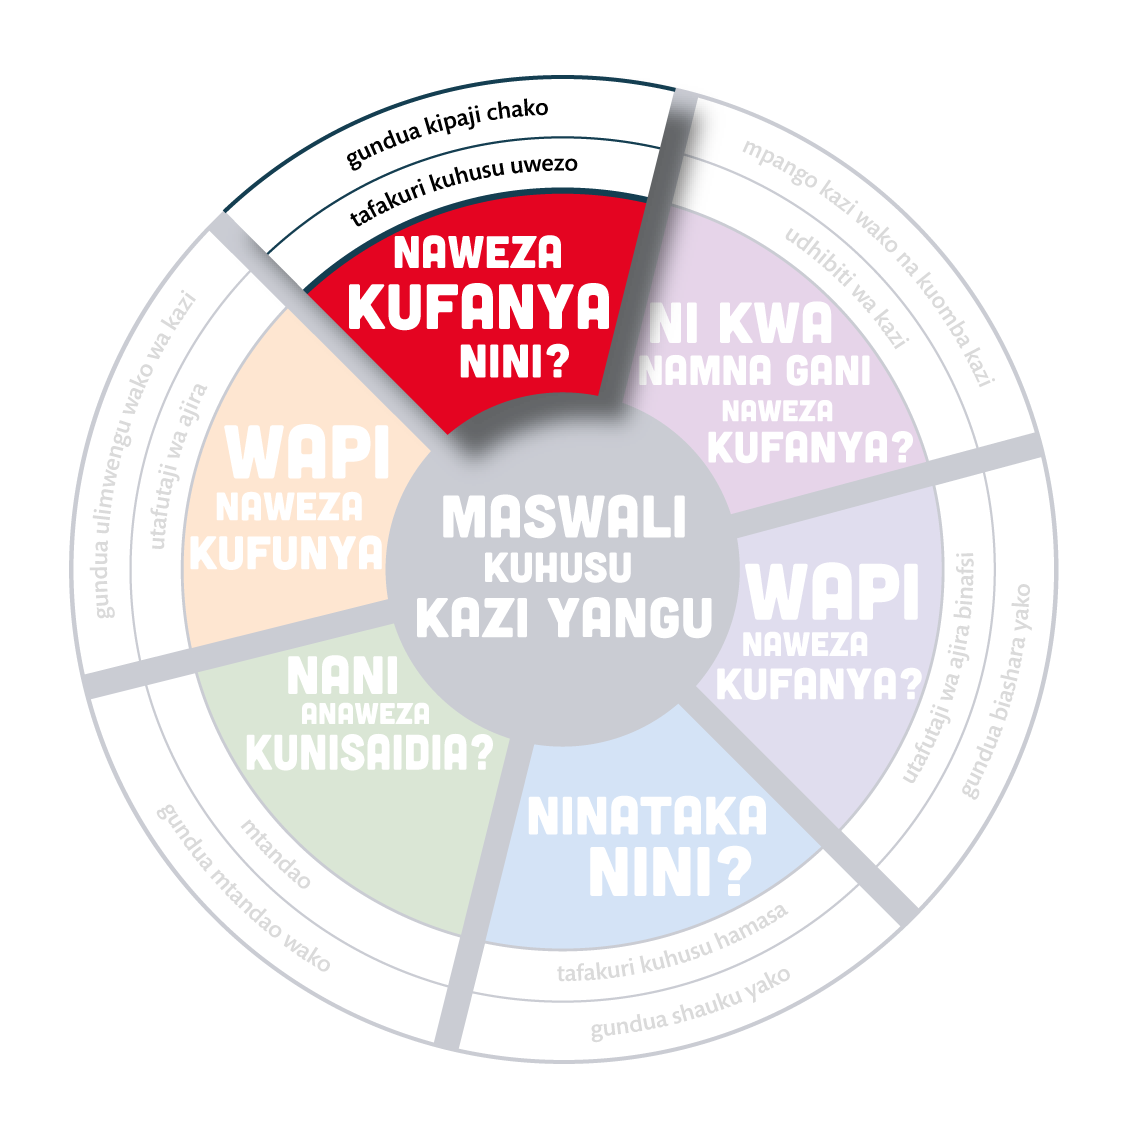 gundua kipaji chako
tafakuri kuhusu uwezo
NAWEZA
KUFANYA
NINI?
mpango kazi wako na kuomba kazi
udhibiti wa kazi
NI KWA
NAMNA GANI
NAWEZA
KUFANYA?
WAPI
NAWEZA
KUFANYA?
utafutaji wa ajira binafsi
gundua biashara yako
NINATAKA
NINI?
tafakuri kuhusu hamasa
gundua shauku yako
NANI
ANAWEZA
KUNISAIDIA?
mtandao
gundua mtandao wako
WAPI
NAWEZA
KUFUNYA
utafutaji wa ajira
gundua ulimwengu wako wa kazi
MASWALI
KUHUSU
KAZI YANGU